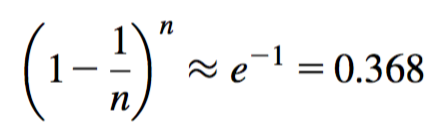 (1 − 1/n)ⁿ ≈ e⁻¹ = 0.368